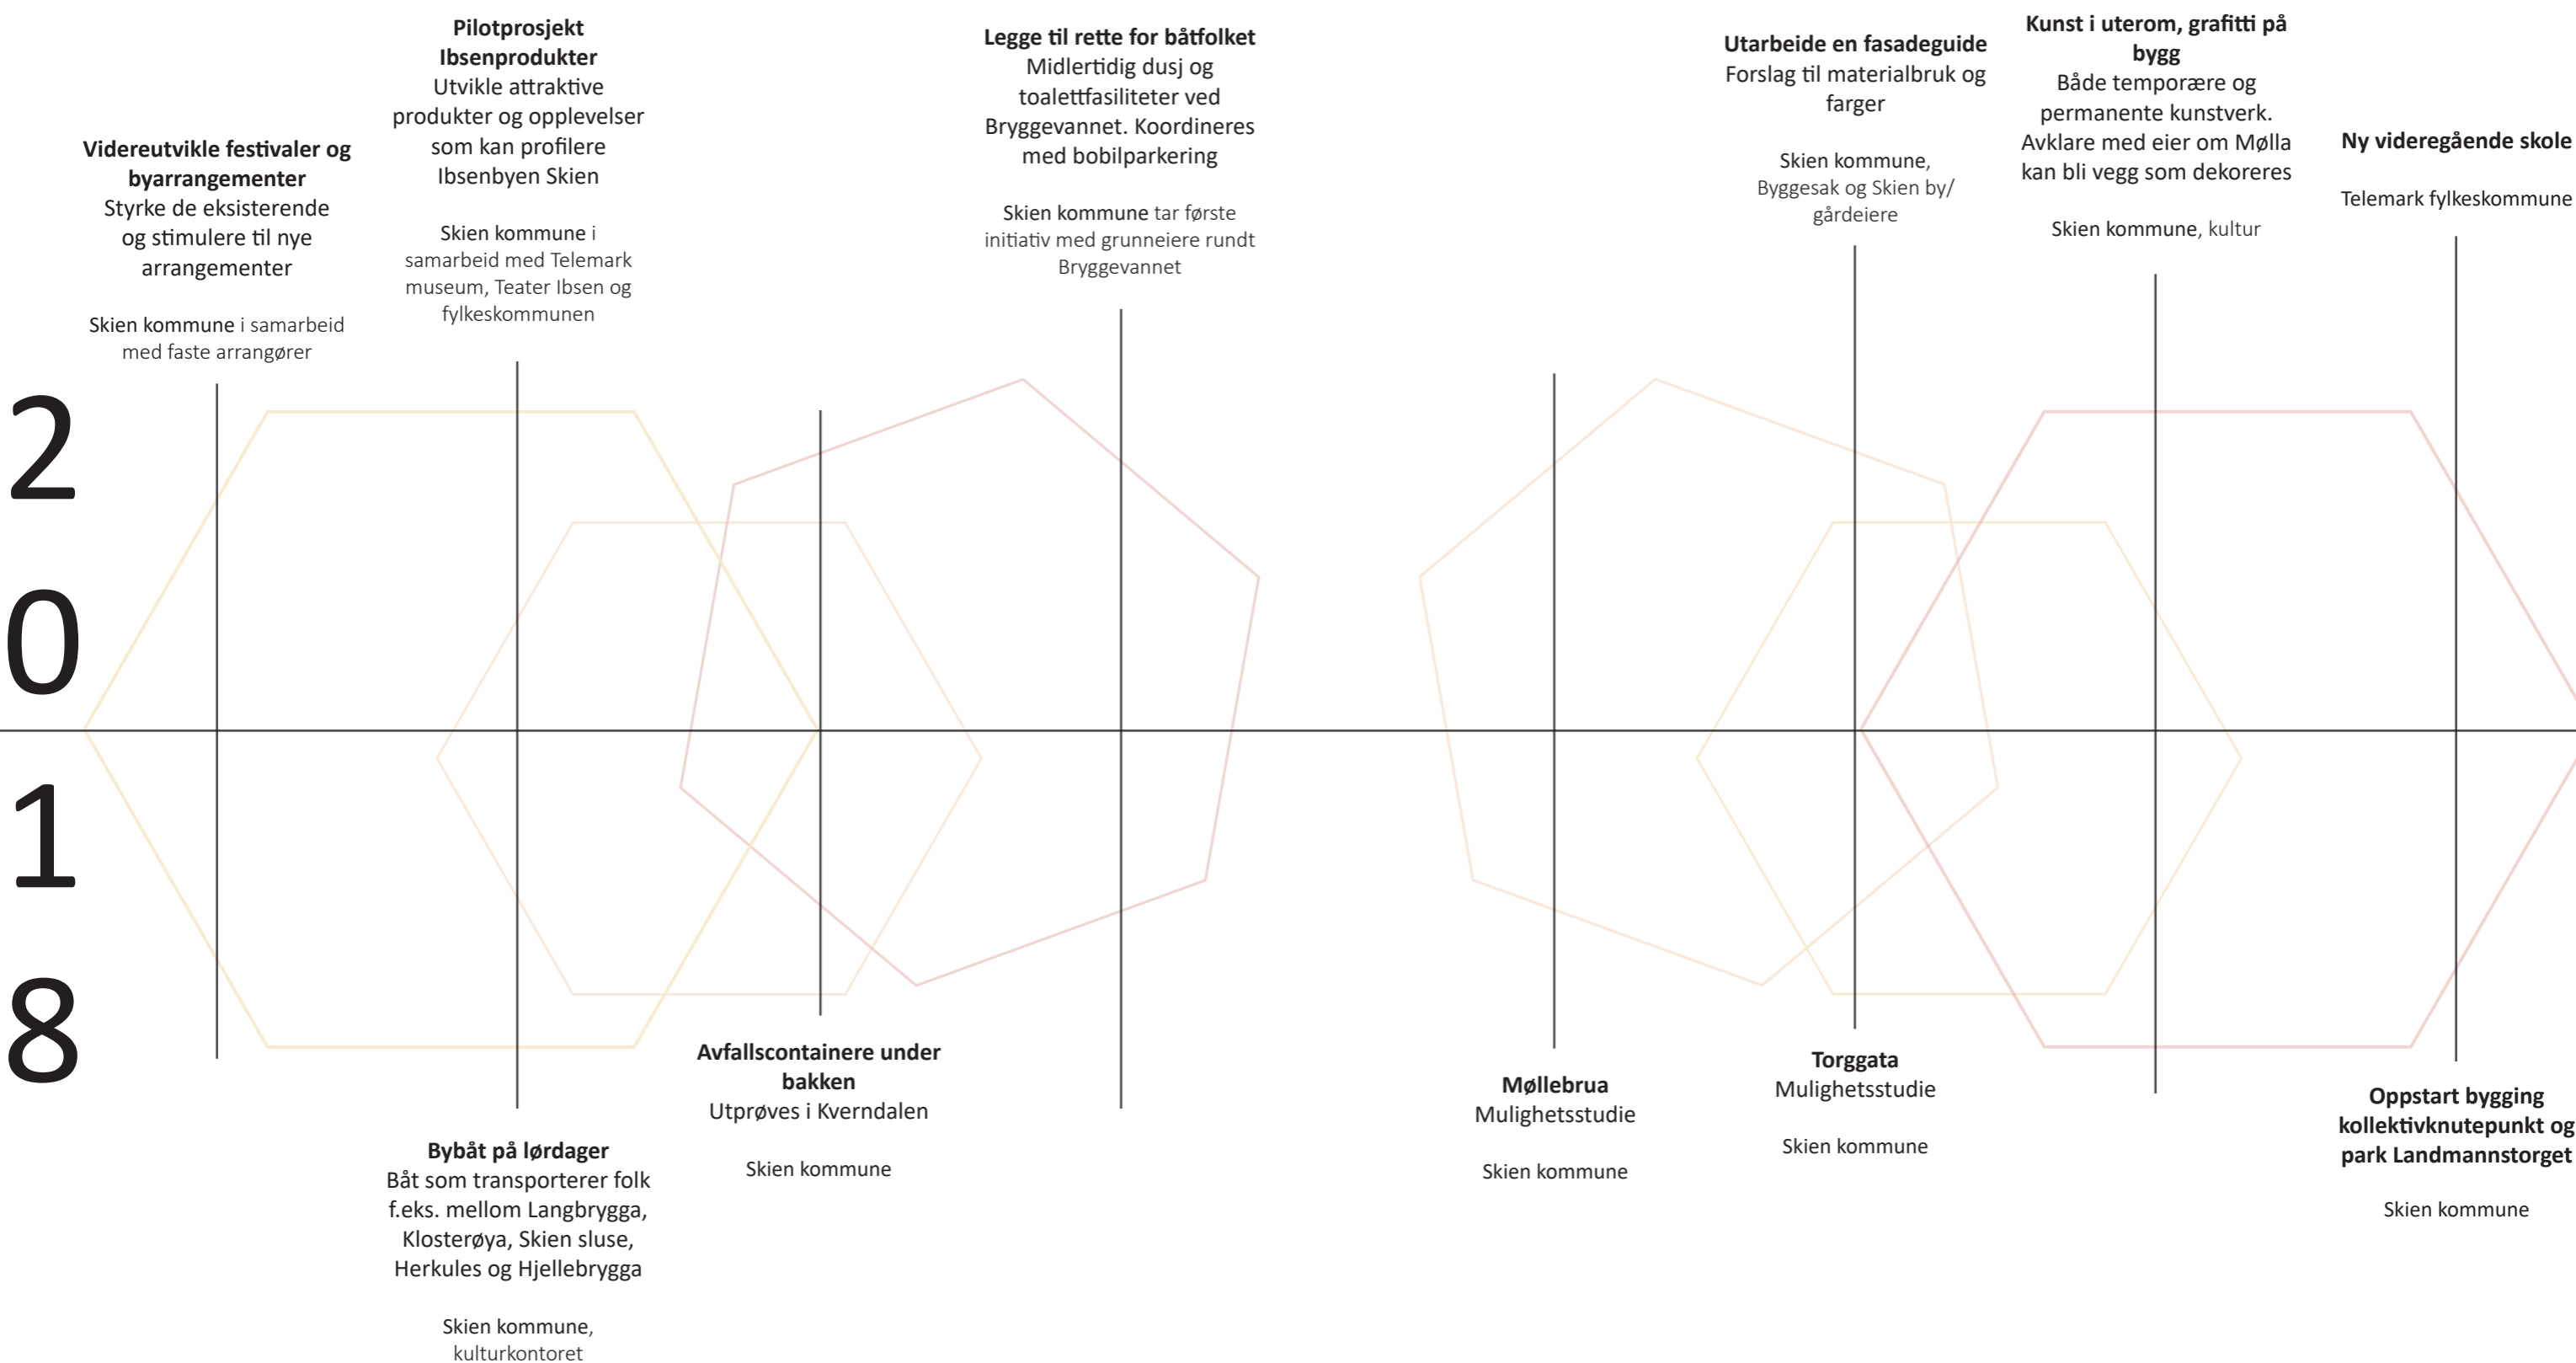 2
0
1
8
Videreutvikle festivaler og
byarrangementer
Styrke de eksisterende
og stimulere til nye
arrangementer
Skien kommune i samarbeid
med faste arrangører
Pilotprosjekt
Ibsenprodukter
Utvikle attraktive
produkter og opplevelser
som kan profilere
Ibsenbyen Skien
Skien kommune i
samarbeid med Telemark
museum, Teater Ibsen og
fylkeskommunen
Legge til rette for båtfolket
Midlertidig dusj og
toalettfasiliteter ved
Bryggevannet. Koordineres
med bobilparkering
Skien kommune tar første
initiativ med grunneiere rundt
Bryggevannet
Utarbeide en fasadeguide
Forslag til materialbruk og
farger
Skien kommune,
Byggesak og Skien by/
gårdeiere
Kunst i uterom, grafitti på
bygg
Både temporære og
permanente kunstverk.
Avklare med eier om Mølla
kan bli vegg som dekoreres
Skien kommune, kultur
Ny videregående skole
Telemark fylkeskommune
Bybåt på lørdager
Båt som transporterer folk
f.eks. mellom Langbrygga,
Klosterøya, Skien sluse,
Herkules og Hjellebrygga
Skien kommune,
kulturkontoret
Avfallscontainere under
bakken
Utprøves i Kverndalen
Skien kommune
Møllebrua
Mulighetsstudie
Skien kommune
Torggata
Mulighetsstudie
Skien kommune
Oppstart bygging
kollektivknutepunkt og
park Landmannstorget
Skien kommune